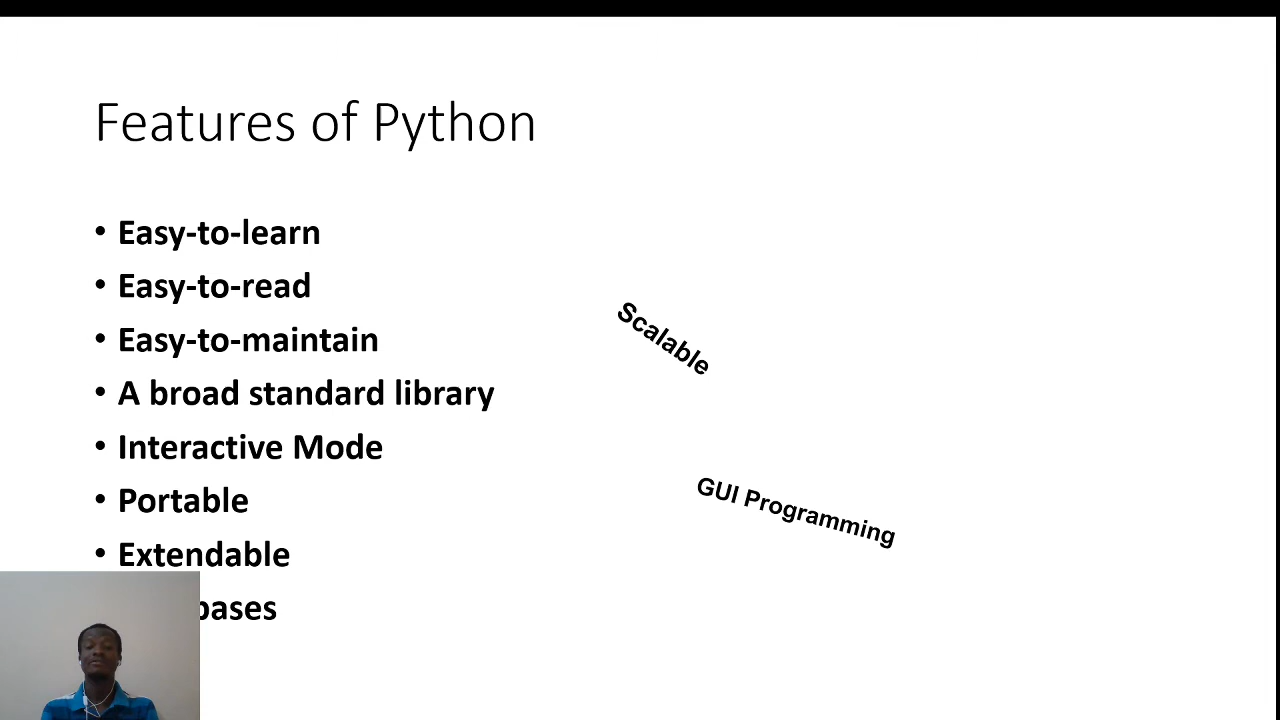 Features of Python
• Easy-to-learn
• Easy-to-read
• Easy-to-maintain
• A broad standard library
• Interactive Mode
• Portable
• Extendable
Scalable
GUI Programming